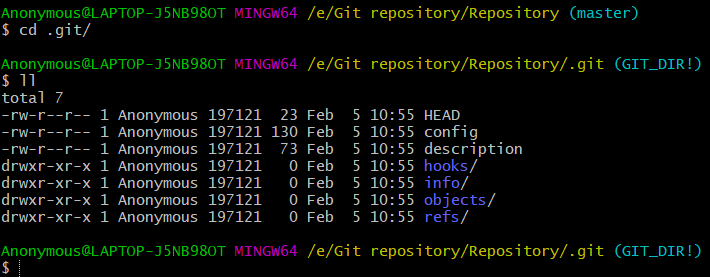 Anonymous@LAPTOP-J5NB98OT MINGW64 /e/Git repository/Repository (master)
$ cd .git/
Anonymous@LAPTOP-J5NB98OT MINGW64 /e/Git repository/Repository/.git (GIT_DIR!)
$ ll
total 7
-rw-r--r-- 1 Anonymous 197121  23 Feb  5 10:55 HEAD
-rw-r--r-- 1 Anonymous 197121 130 Feb  5 10:55 config
-rw-r--r-- 1 Anonymous 197121  73 Feb  5 10:55 description
drwxr-xr-x 1 Anonymous 197121   0 Feb  5 10:55 hooks/
drwxr-xr-x 1 Anonymous 197121   0 Feb  5 10:55 info/
drwxr-xr-x 1 Anonymous 197121   0 Feb  5 10:55 objects/
drwxr-xr-x 1 Anonymous 197121   0 Feb  5 10:55 refs/
Anonymous@LAPTOP-J5NB98OT MINGW64 /e/Git repository/Repository/.git (GIT_DIR!)
$